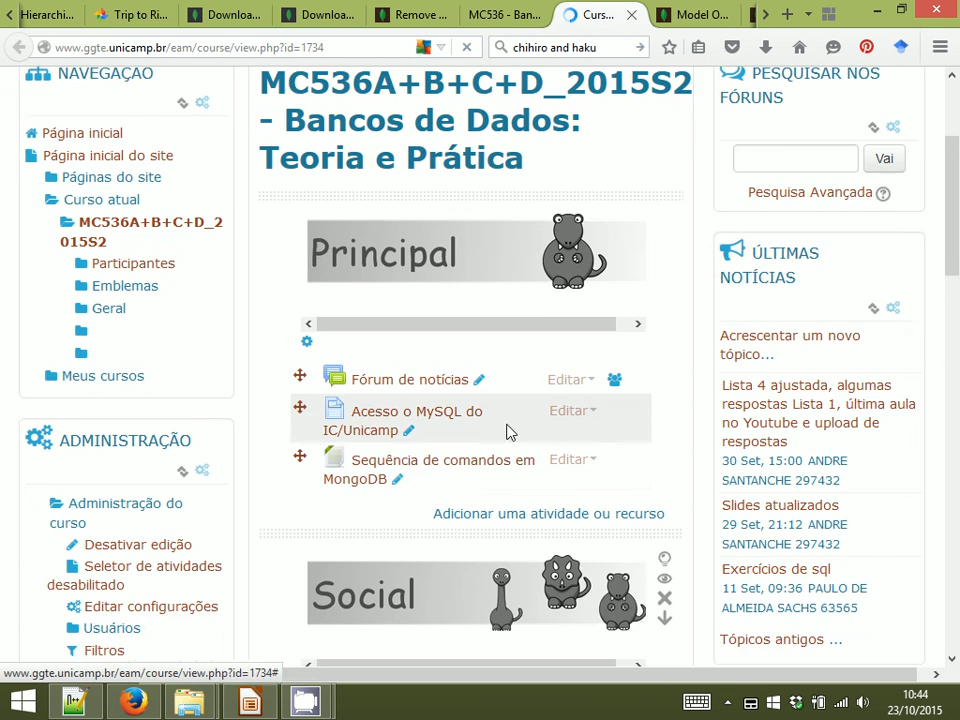 Hierarchi...
Trip to Ri...
Downloa...
Downloa...
Remove ...
MC536 - Ban...
Curs...
Model O...
www.ggte.unicamp.br/eam/course/view.php?id=1734
chihiro and haku
NAVEGAÇÃO
Página inicial
Página inicial do site
Páginas do site
Curso atual
MC536A+B+C+D_2
015S2
Participantes
Emblemas
Geral
Meus cursos
ADMINISTRAÇÃO
Administração do
curso
Desativar edição
Seletor de atividades
desabilitado
Editar configurações
Usuários
Filtros
MC536A+B+C+D_2015S2
- Bancos de Dados:
Teoria e Prática
Principal
Fórum de notícias
Editar
Acesso o MySQL do
IC/Unicamp
Editar
Sequência de comandos em
MongoDB
Editar
Adicionar uma atividade ou recurso
Social
PESQUISAR NOS
FÓRUNS
Vai
Pesquisa Avançada
ÚLTIMAS
NOTÍCIAS
Acrescentar um novo
tópico...
Lista 4 ajustada, algumas
respostas Lista 1, última aula
no Youtube e upload de
respostas
30 Set, 15:00 ANDRE
SANTANCHE 297432
Slides atualizados
29 Set, 21:12 ANDRE
SANTANCHE 297432
Exercícios de sql
11 Set, 09:36 PAULO DE
ALMEIDA SACHS 63565
Tópicos antigos ...
www.ggte.unicamp.br/eam/course/view.php?id=1734#
10:44
23/10/2015